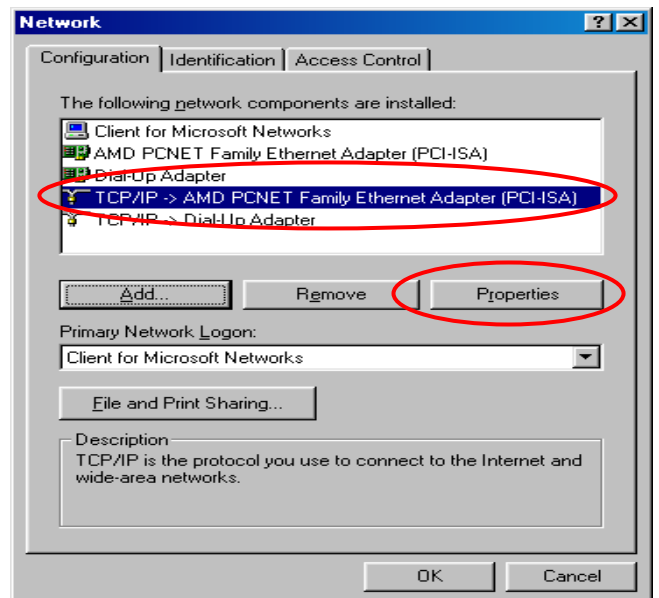 Network
Configuration Identification Access Control
The following network components are installed:
Client for Microsoft Networks
AMD PCNET Family Ethernet Adapter (PCI-ISA)
Dial-Up Adapter
TCP/IP -> AMD PCNET Family Ethernet Adapter (PCI-ISA)
TCP/IP -> Dial-Up Adapter
Add... Remove Properties
Primary Network Logon:
Client for Microsoft Networks
File and Print Sharing...
Description
TCP/IP is the protocol you use to connect to the Internet and
wide-area networks.
OK Cancel